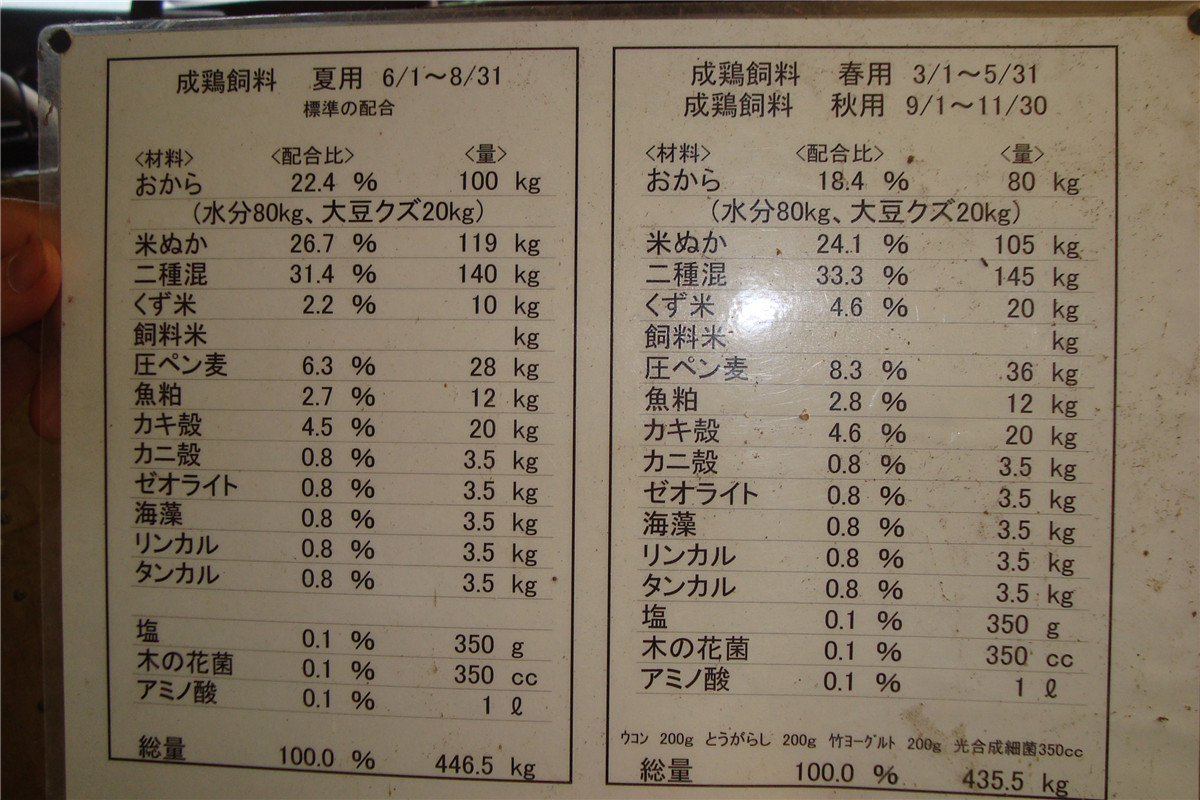 成鶏飼料 夏用 6/1～8/31
標準の配合
<材料> <配合比> <量>
おから 22.4 % 100 kg
(水分80kg、大豆クズ20kg)
米ぬか 26.7 % 119 kg
二種混 31.4 % 140 kg
くず米 2.2 % 10 kg
飼料米 kg
圧ペン麦 6.3 % 28 kg
魚粕 2.7 % 12 kg
カキ殻 4.5 % 20 kg
カニ殻 0.8 % 3.5 kg
ゼオライト 0.8 % 3.5 kg
海藻 0.8 % 3.5 kg
リンカル 0.8 % 3.5 kg
タンカル 0.8 % 3.5 kg
塩 0.1 % 350 g
木の花菌 0.1 % 350 cc
アミノ酸 0.1 % 1 ℓ
総量 100.0 % 446.5 kg
成鶏飼料 春用 3/1～5/31
成鶏飼料 秋用 9/1～11/30
<材料> <配合比> <量>
おから 18.4 % 80 kg
(水分80kg、大豆クズ20kg)
米ぬか 24.1 % 105 kg
二種混 33.3 % 145 kg
くず米 4.6 % 20 kg
飼料米 kg
圧ペン麦 8.3 % 36 kg
魚粕 2.8 % 12 kg
カキ殻 4.6 % 20 kg
カニ殻 0.8 % 3.5 kg
ゼオライト 0.8 % 3.5 kg
海藻 0.8 % 3.5 kg
リンカル 0.8 % 3.5 kg
タンカル 0.8 % 3.5 kg
塩 0.1 % 350 g
木の花菌 0.1 % 350 cc
アミノ酸 0.1 % 1 ℓ
ウコン 200g とうがらし 200g 竹ヨーグルト 200g 光合成細菌350cc
総量 100.0 % 435.5 kg